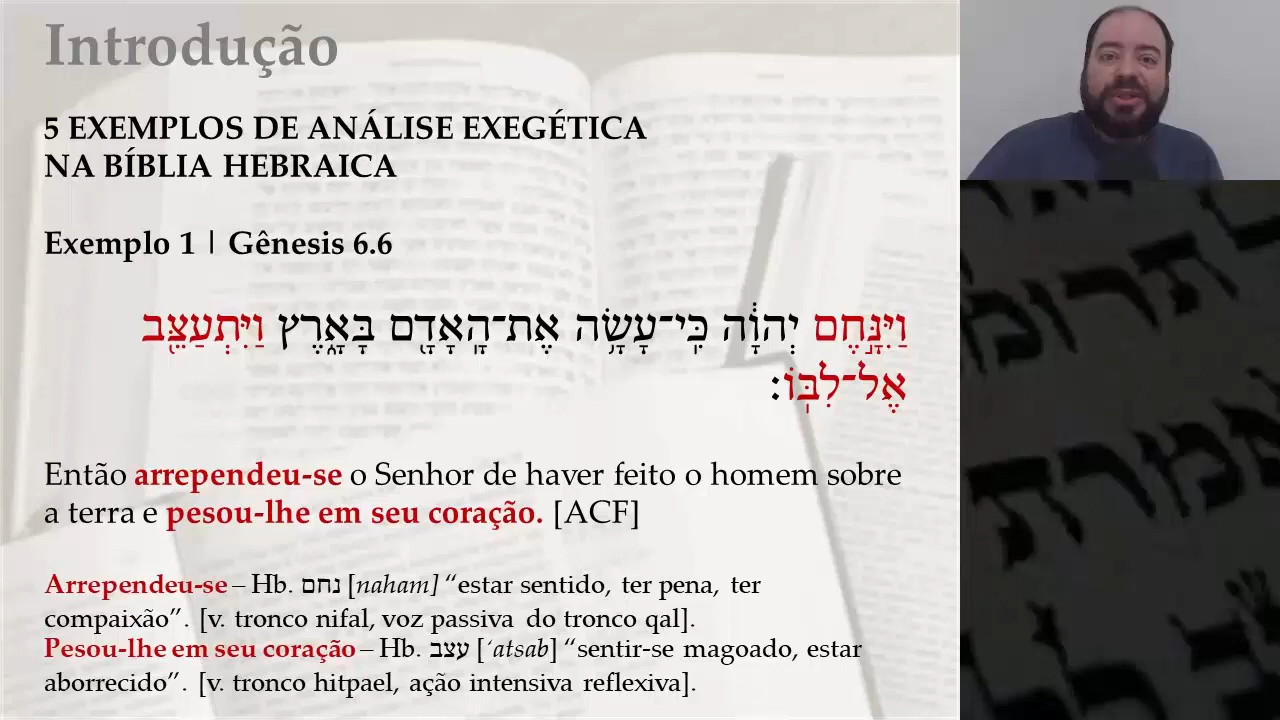 Introdução
5 EXEMPLOS DE ANÁLISE EXEGÉTICA
NA BÍBLIA HEBRAICA
Exemplo 1 | Gênesis 6.6
וַיִּנָּ֣חֶם יְהוָ֔ה כִּֽי־עָשָׂ֥ה אֶת־הָֽאָדָ֖ם בָּאָ֑רֶץ וַיִּתְעַצֵּ֖ב
אֶל־לִבּֽוֹ׃
Então arrependeu-se o Senhor de haver feito o homem sobre
a terra e pesou-lhe em seu coração. [ACF]
Arrependeu-se – Hb. נחם [naham] “estar sentido, ter pena, ter
compaixão”. [v. tronco nifal, voz passiva do tronco qal].
Pesou-lhe em seu coração – Hb. עצב [‘atsab] “sentir-se magoado, estar
aborrecido”. [v. tronco hitpael, ação intensiva reflexiva].